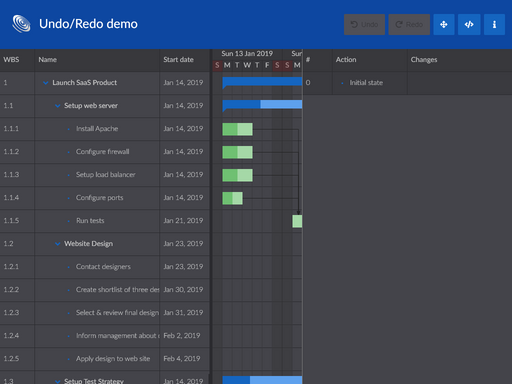 Undo/Redo demo
Undo
Redo
WBS Name Start date
Sun 13 Jan 2019 Sun
S M T W T F S S M
# Action Changes
1 Launch SaaS Product Jan 14, 2019
0 Initial state
1.1 Setup web server Jan 14, 2019
1.1.1 Install Apache Jan 14, 2019
1.1.2 Configure firewall Jan 14, 2019
1.1.3 Setup load balancer Jan 14, 2019
1.1.4 Configure ports Jan 14, 2019
1.1.5 Run tests Jan 21, 2019
1.2 Website Design Jan 23, 2019
1.2.1 Contact designers Jan 23, 2019
1.2.2 Create shortlist of three des Jan 30, 2019
1.2.3 Select & review final design Jan 31, 2019
1.2.4 Inform management about Feb 2, 2019
1.2.5 Apply design to web site Feb 4, 2019
1.3 Setup Test Strategy Jan 14, 2019